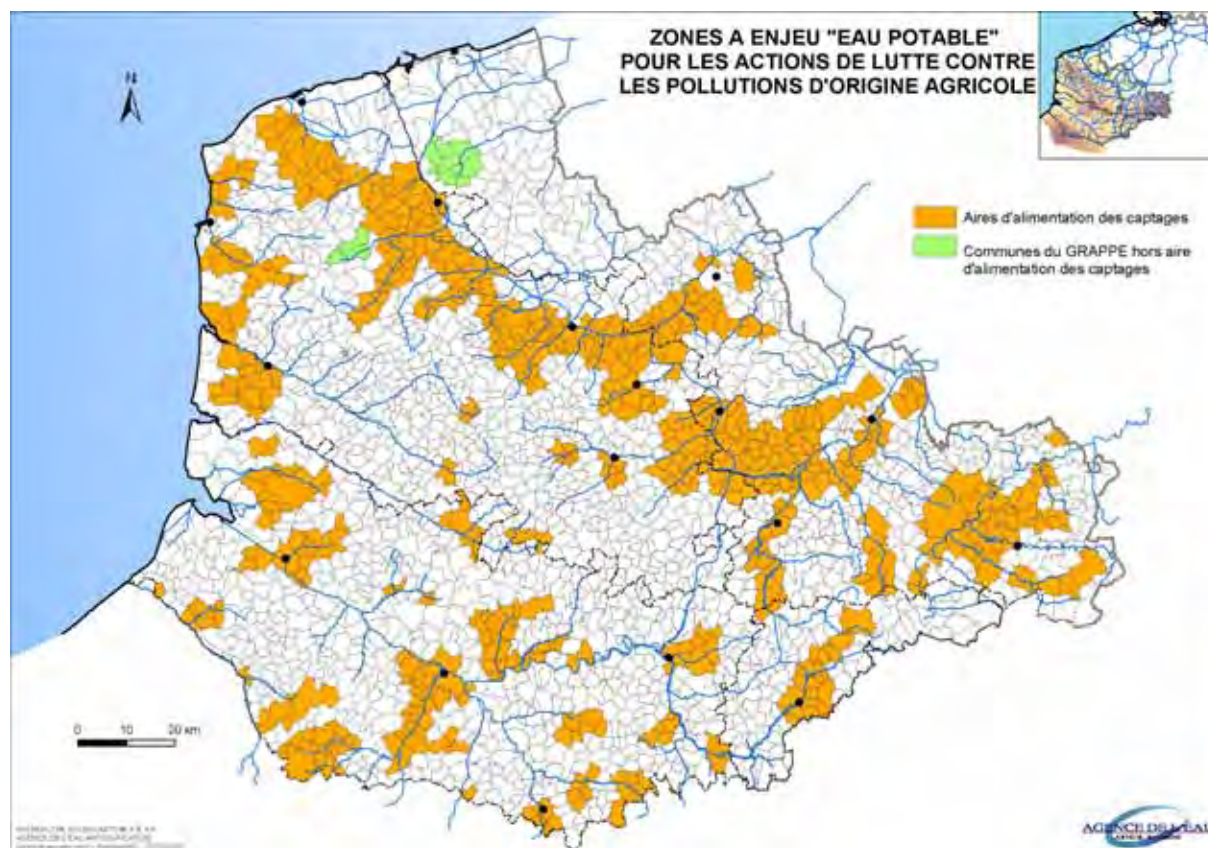 ZONES A ENJEU "EAU POTABLE"
POUR LES ACTIONS DE LUTTE CONTRE
LES POLLUTIONS D'ORIGINE AGRICOLE
N
Aires d'alimentation des captages
Communes du GRAPPE hors aire
d'alimentation des captages
0 10 20 km
AGENCE DE L'EAU